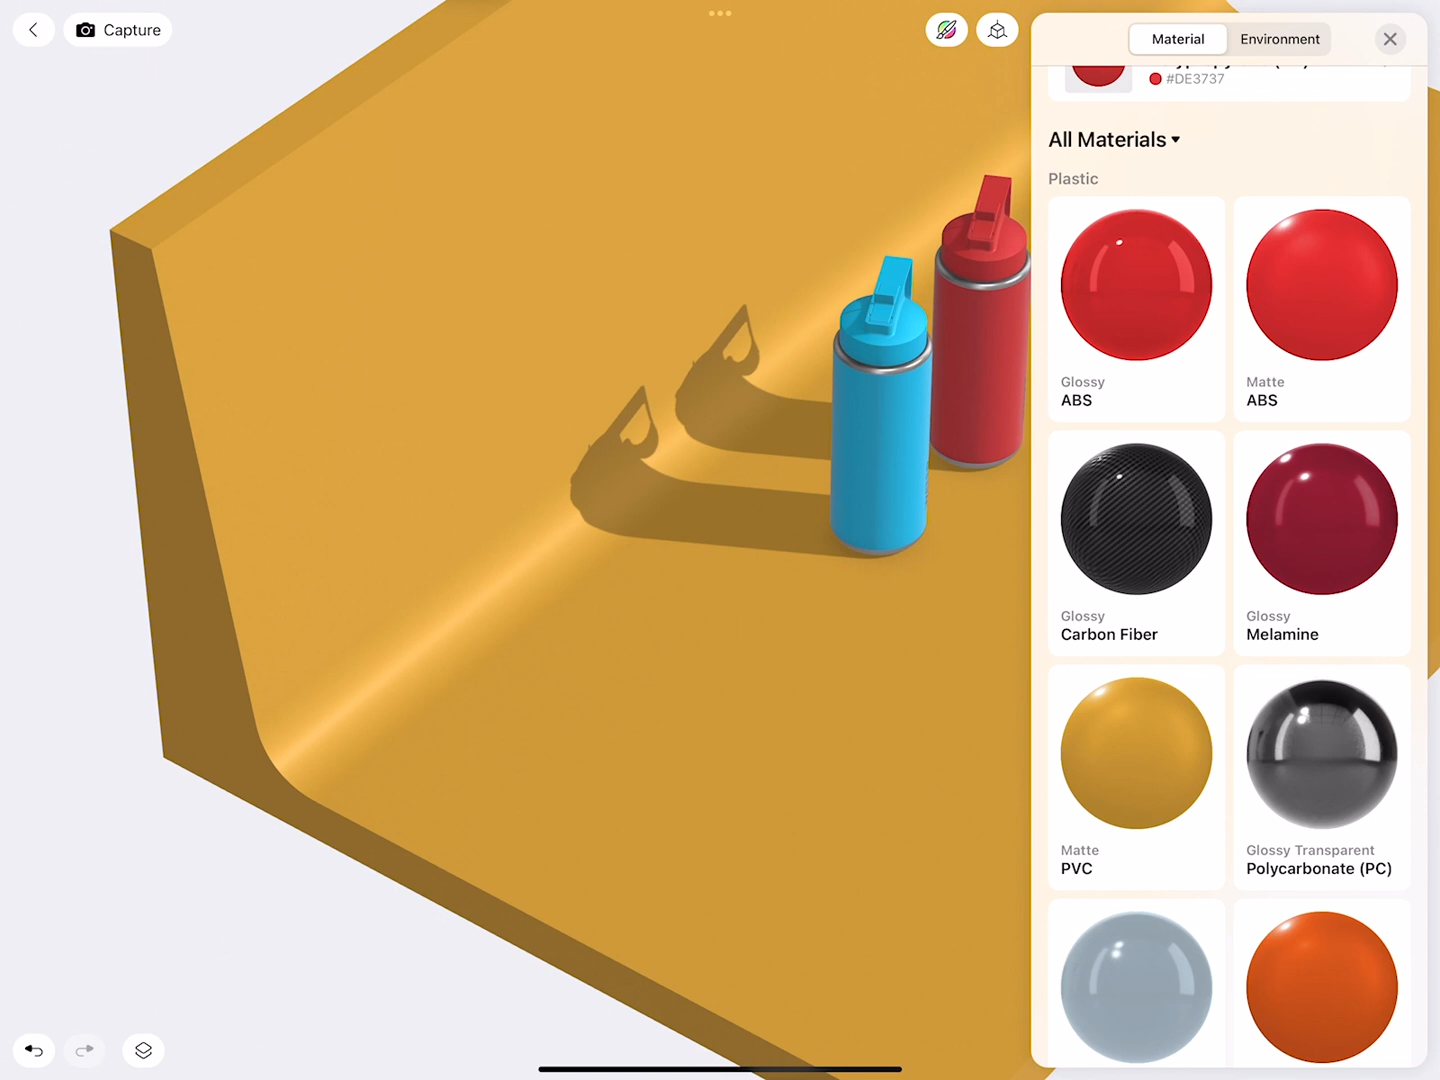 Capture
Material
Environment
#DE3737
All Materials
Plastic
Glossy
ABS
Matte
ABS
Glossy
Carbon Fiber
Glossy
Melamine
Matte
PVC
Glossy Transparent
Polycarbonate (PC)